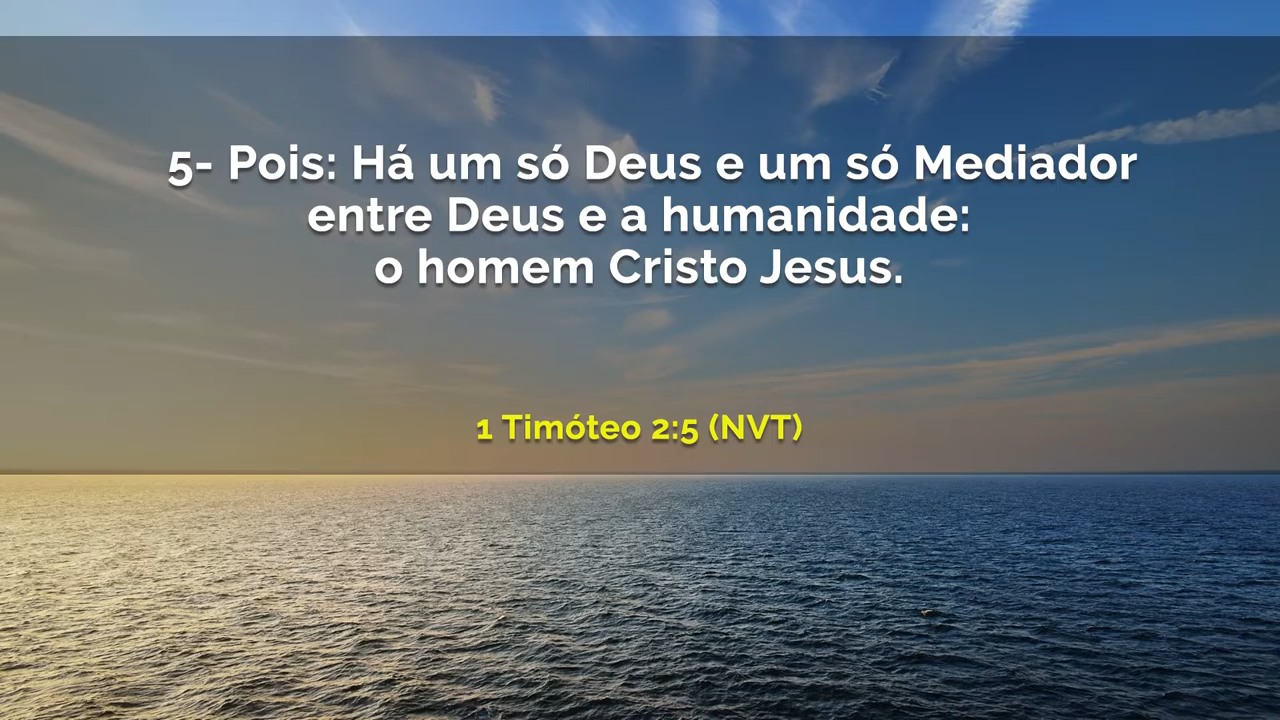 5- Pois: Há um só Deus e um só Mediador
entre Deus e a humanidade:
o homem Cristo Jesus.
1 Timóteo 2:5 (NVT)